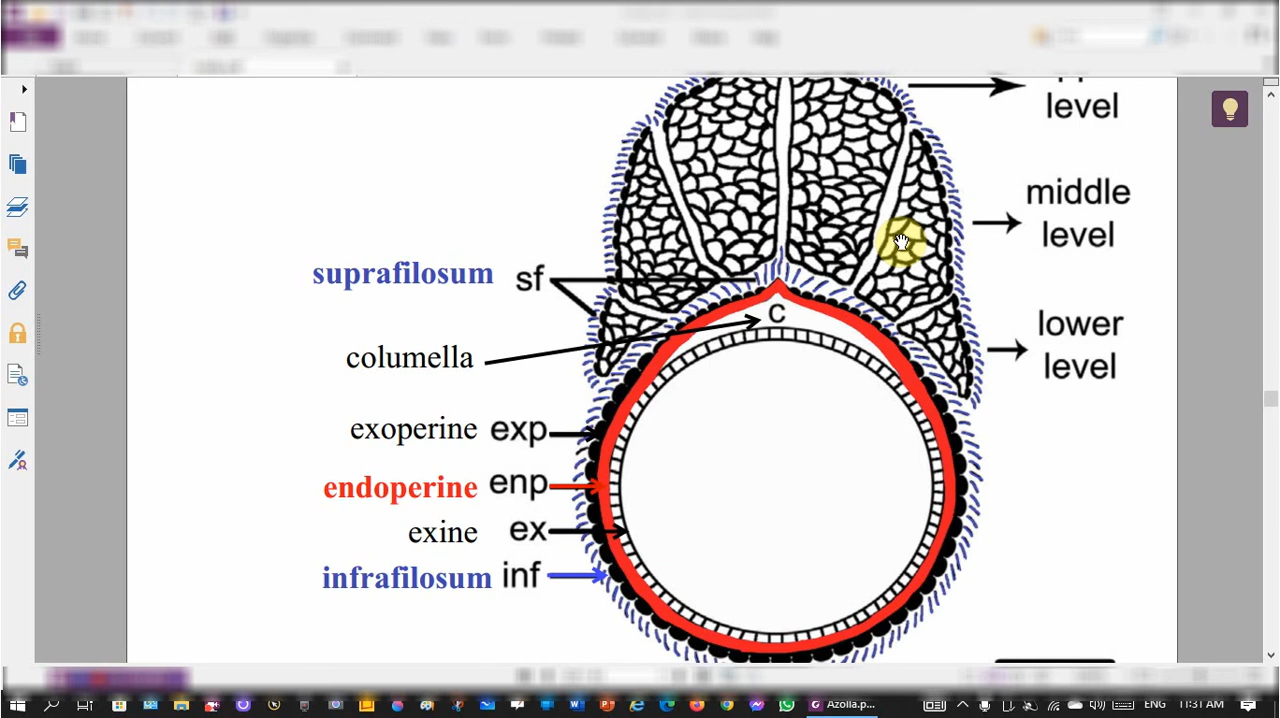 level
middle
level
suprafilosum sf
C
lower
level
columella
exoperine exp
endoperine enp
exine ex
infrafilosum inf
Azolla.p...
ENG 11:31 AM